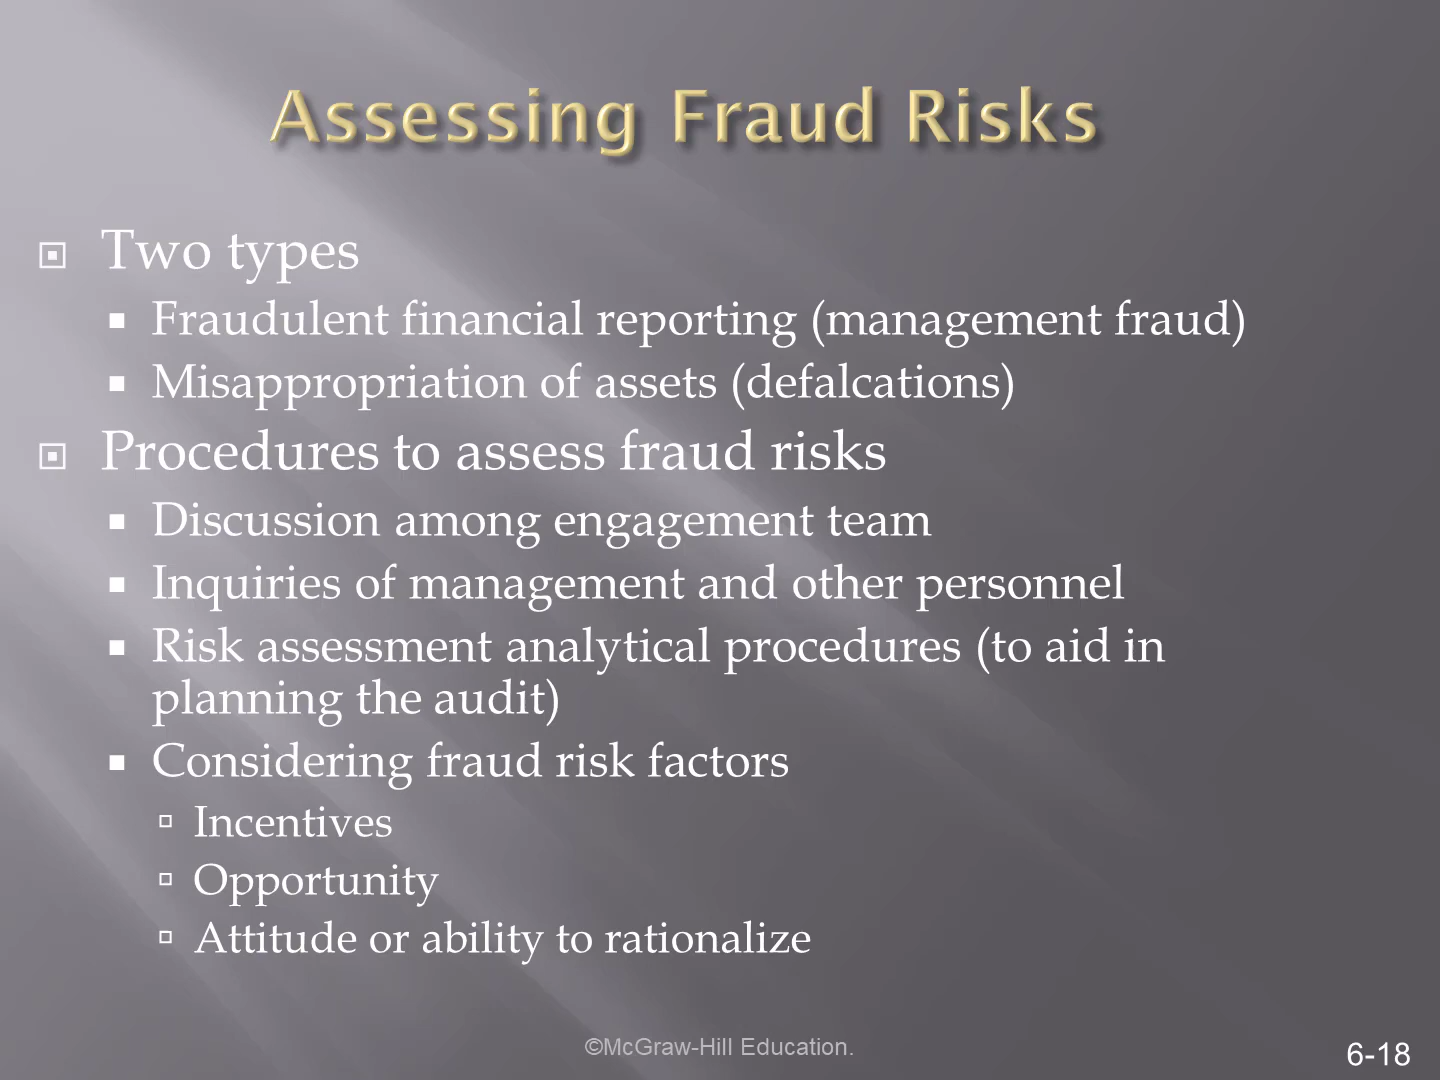 Assessing Fraud Risks
Two types
Fraudulent financial reporting (management fraud)
Misappropriation of assets (defalcations)
Procedures to assess fraud risks
Discussion among engagement team
Inquiries of management and other personnel
Risk assessment analytical procedures (to aid in
planning the audit)
Considering fraud risk factors
Incentives
Opportunity
Attitude or ability to rationalize
©McGraw-Hill Education.
6-18